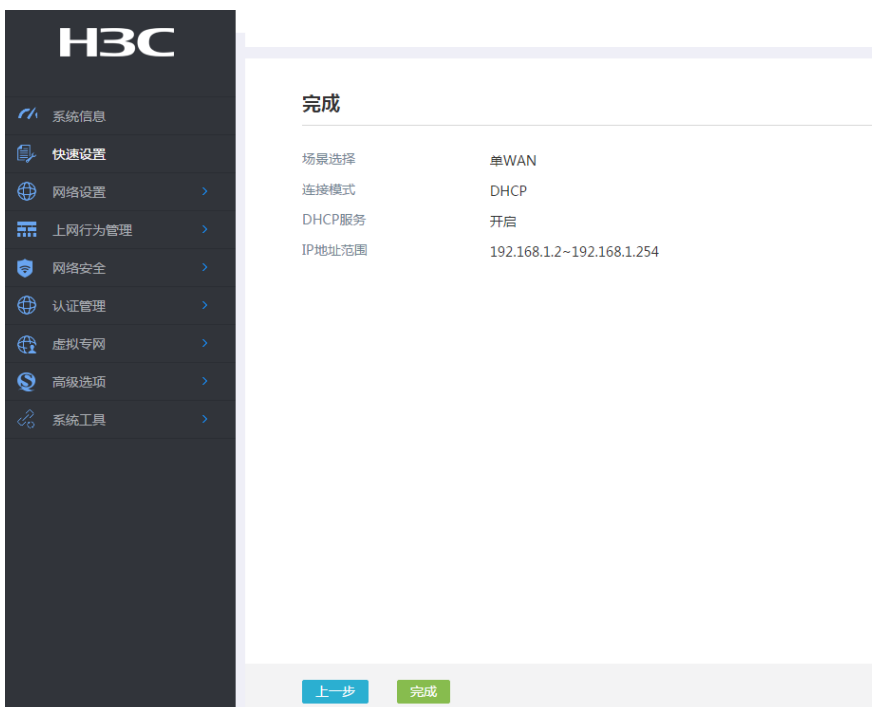 H3C
系统信息
快速设置
网络设置
上网行为管理
网络安全
认证管理
虚拟专网
高级选项
系统工具
完成
场景选择 单WAN
连接模式 DHCP
DHCP服务 开启
IP地址范围 192.168.1.2~192.168.1.254
上一步 完成